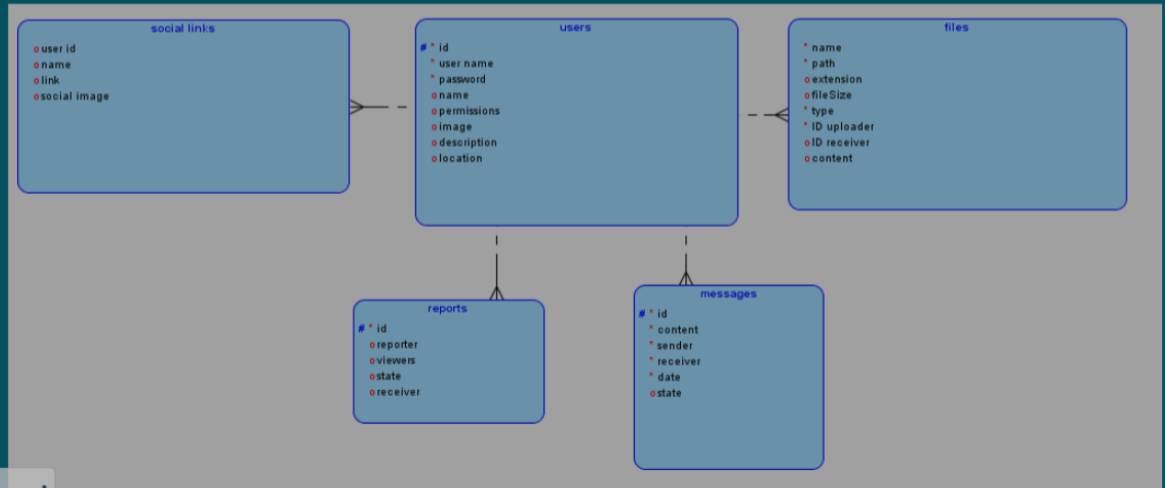 social links
o user id
o name
o link
o social image
users
# * id
* user name
* password
o name
o permissions
o image
o description
o location
files
* name
* path
o extension
o fileSize
* type
* ID uploader
o ID receiver
o content
reports
# * id
o reporter
o viewers
o state
o receiver
messages
# * id
* content
* sender
* receiver
* date
o state